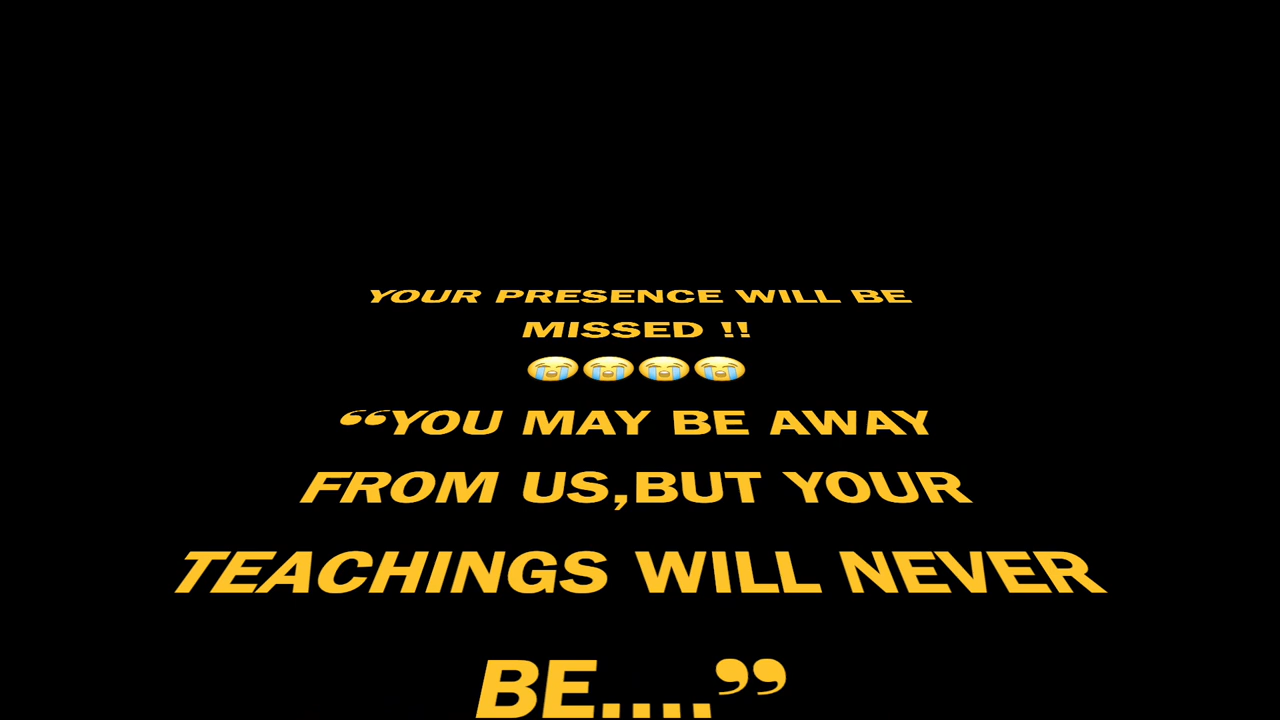 YOUR PRESENCE WILL BE
MISSED !!
😭😭😭😭
“YOU MAY BE AWAY
FROM US,BUT YOUR
TEACHINGS WILL NEVER
BE....”